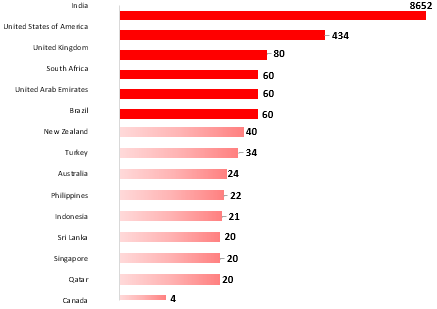 India 8652
United States of America 434
United Kingdom 80
South Africa 60
United Arab Emirates 60
Brazil 60
New Zealand 40
Turkey 34
Australia 24
Philippines 22
Indonesia 21
Sri Lanka 20
Singapore 20
Qatar 20
Canada 4